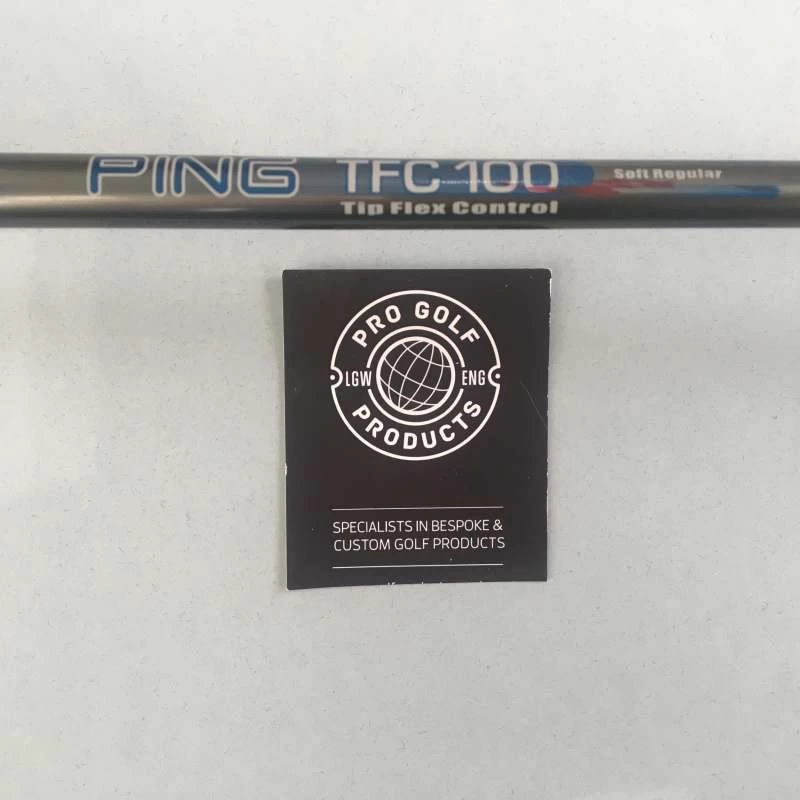 PING TFC 100 Soft Regular
Tip Flex Control
PRO GOLF
LGW ENG
PRODUCTS
SPECIALISTS IN BESPOKE &
CUSTOM GOLF PRODUCTS